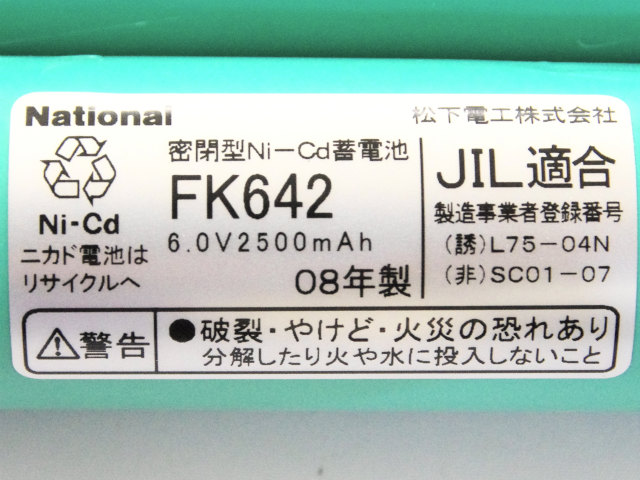 National 松下電工株式会社
密閉型Ni-Cd蓄電池
FK642
6.0V2500mAh
08年製
Ni-Cd
ニカド電池は
リサイクルへ
JIL適合
製造事業者登録番号
(誘)L75-04N
(非)SC01-07
警告
●破裂・やけど・火災の恐れあり
分解したり火や水に投入しないこと